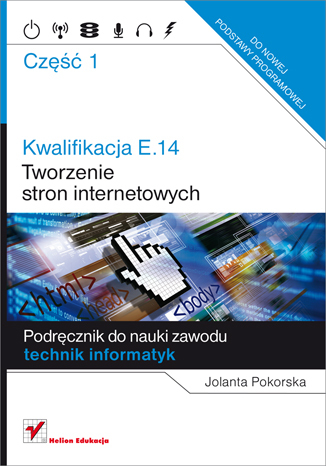 DO NOWEJ
PODSTAWY PROGRAMOWEJ
Część 1
Kwalifikacja E.14
Tworzenie
stron internetowych
<html>
<head>
<body>
Podręcznik do nauki zawodu
technik informatyk
Jolanta Pokorska
Helion Edukacja